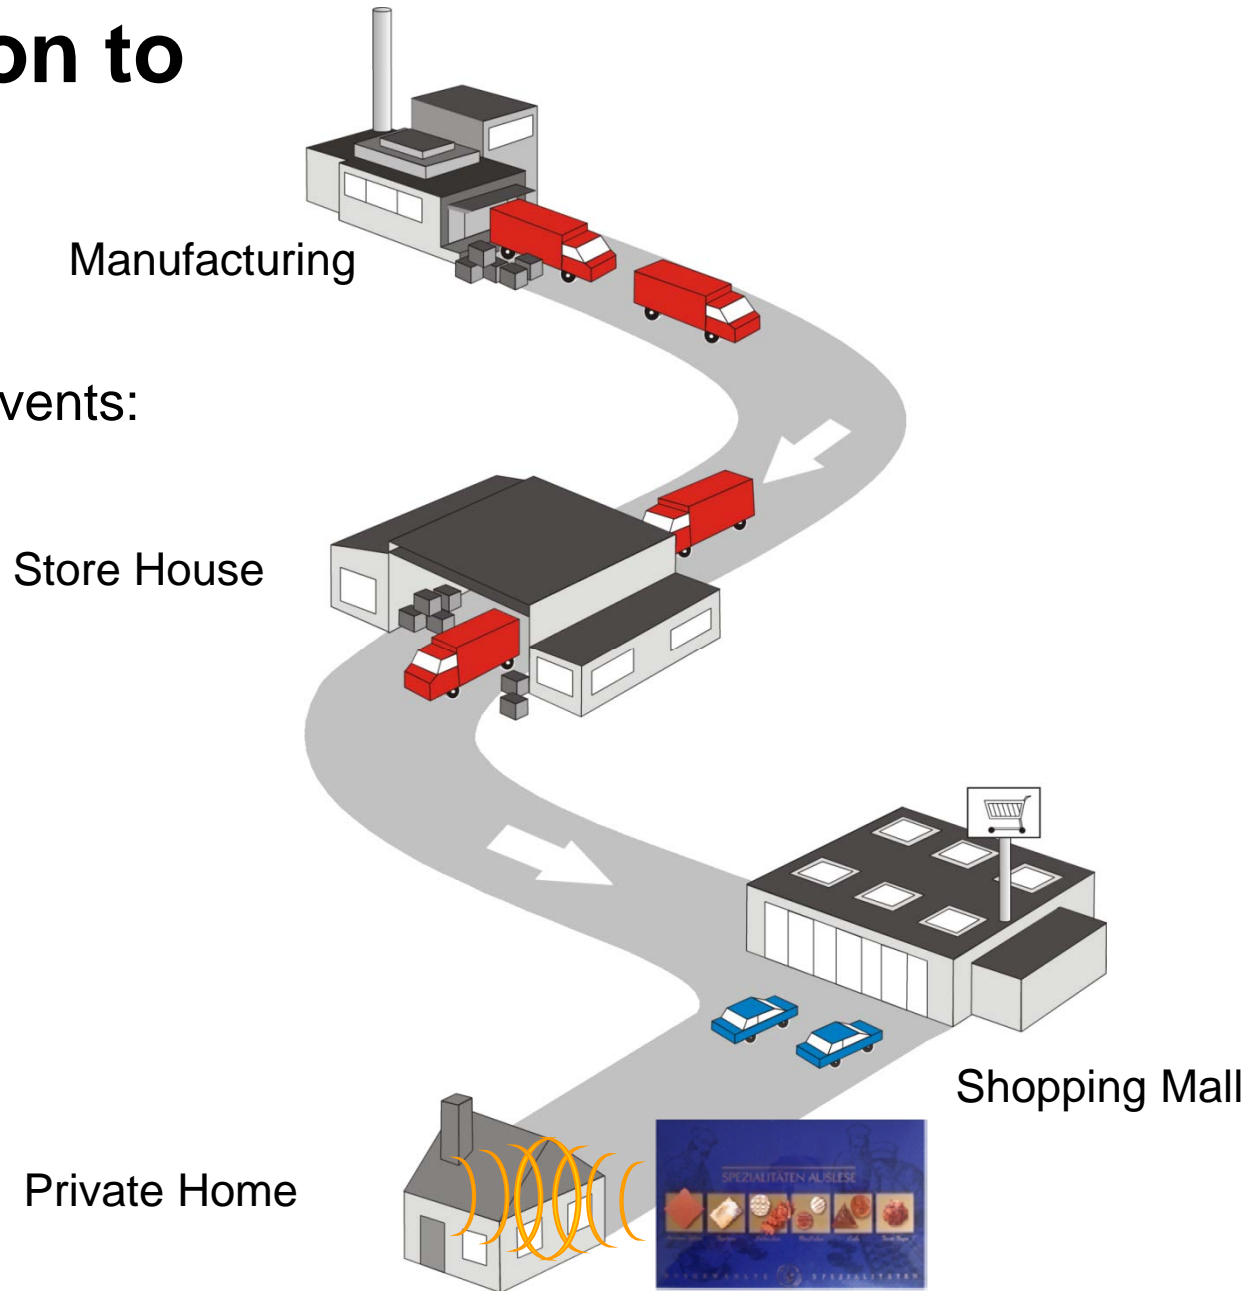 on to
Manufacturing
vents:
Store House
Shopping Mall
Private Home
SPEZIALITÄTEN AUSLESE